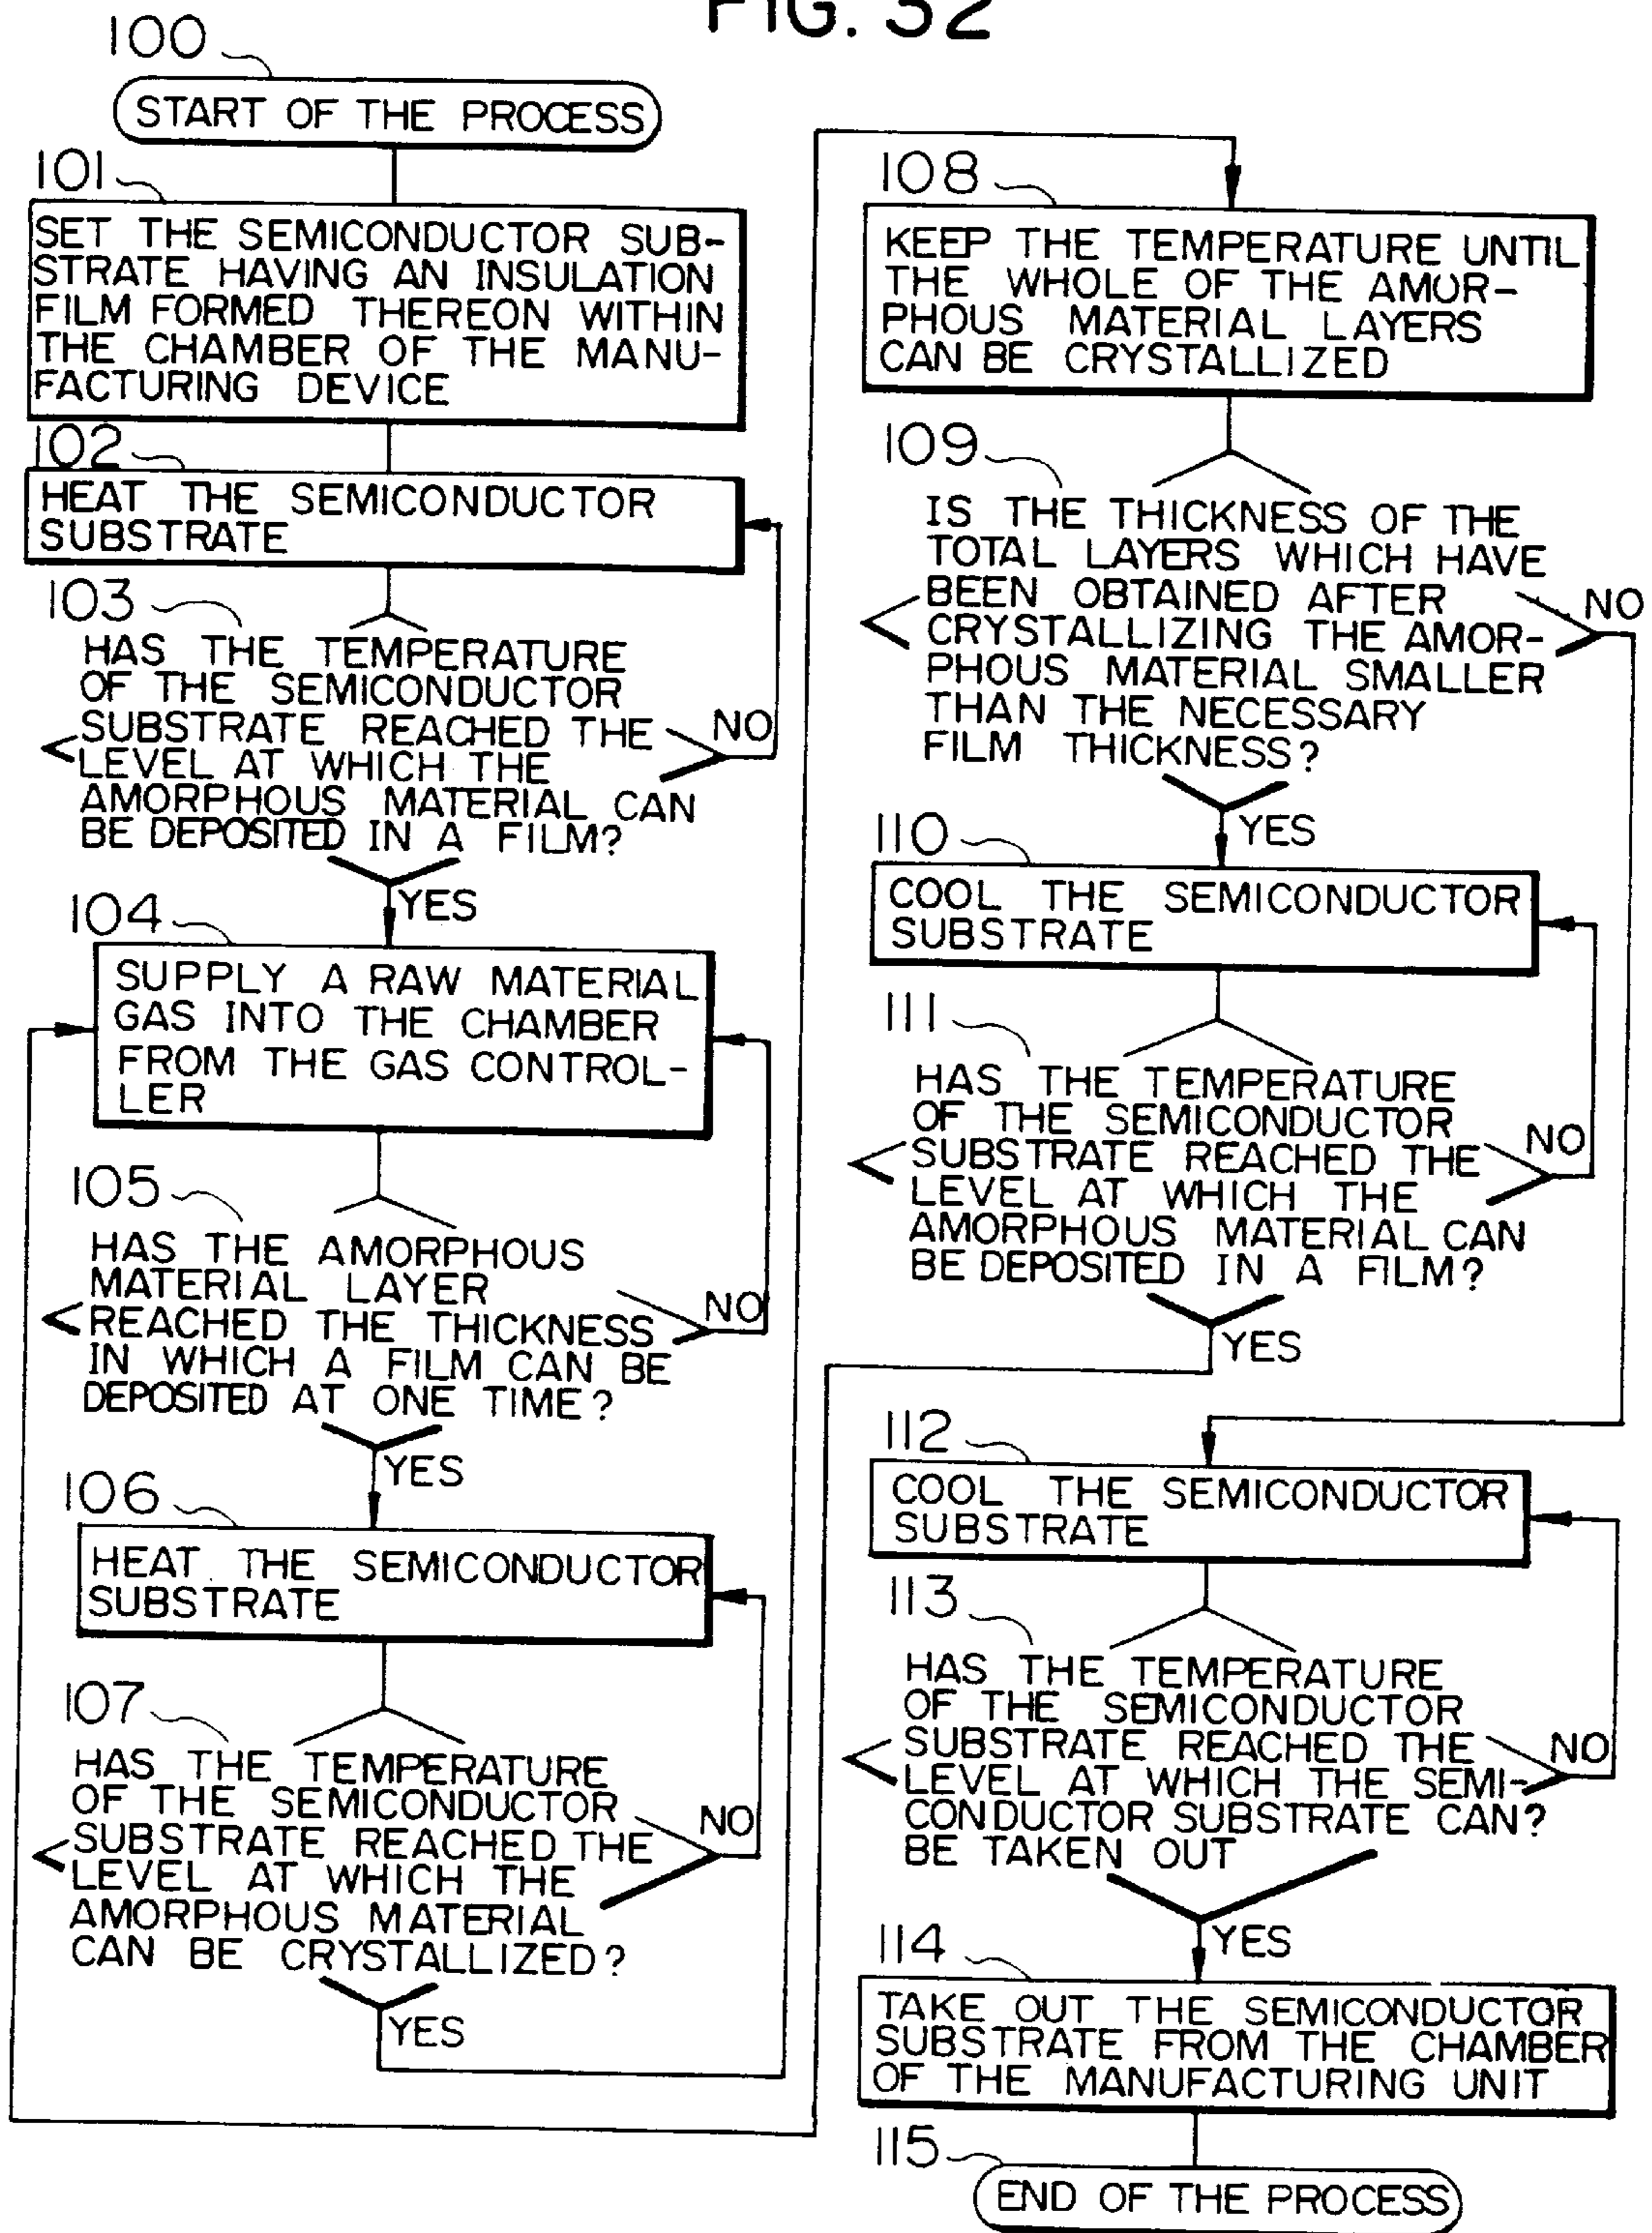 FIG. 32
100
START OF THE PROCESS
101
SET THE SEMICONDUCTOR SUB-
STRATE HAVING AN INSULATION
FILM FORMED THEREON WITHIN
THE CHAMBER OF THE MANU-
FACTURING DEVICE
102
HEAT THE SEMICONDUCTOR
SUBSTRATE
103
HAS THE TEMPERATURE
OF THE SEMICONDUCTOR
SUBSTRATE REACHED THE
LEVEL AT WHICH THE
AMORPHOUS MATERIAL CAN
BE DEPOSITED IN A FILM?
NO
YES
104
SUPPLY A RAW MATERIAL
GAS INTO THE CHAMBER
FROM THE GAS CONTROL-
LER
105
HAS THE AMORPHOUS
MATERIAL LAYER
REACHED THE THICKNESS
IN WHICH A FILM CAN BE
DEPOSITED AT ONE TIME?
NO
YES
106
HEAT THE SEMICONDUCTOR
SUBSTRATE
107
HAS THE TEMPERATURE
OF THE SEMICONDUCTOR
SUBSTRATE REACHED THE
LEVEL AT WHICH THE
AMORPHOUS MATERIAL
CAN BE CRYSTALLIZED?
NO
YES
108
KEEP THE TEMPERATURE UNTIL
THE WHOLE OF THE AMOR-
PHOUS MATERIAL LAYERS
CAN BE CRYSTALLIZED
109
IS THE THICKNESS OF THE
TOTAL LAYERS WHICH HAVE
BEEN OBTAINED AFTER
CRYSTALLIZING THE AMOR-
PHOUS MATERIAL SMALLER
THAN THE NECESSARY
FILM THICKNESS?
NO
YES
110
COOL THE SEMICONDUCTOR
SUBSTRATE
111
HAS THE TEMPERATURE
OF THE SEMICONDUCTOR
SUBSTRATE REACHED THE
LEVEL AT WHICH THE
AMORPHOUS MATERIAL CAN
BE DEPOSITED IN A FILM?
NO
YES
112
COOL THE SEMICONDUCTOR
SUBSTRATE
113
HAS THE TEMPERATURE
OF THE SEMICONDUCTOR
SUBSTRATE REACHED THE
LEVEL AT WHICH THE SEMI-
CONDUCTOR SUBSTRATE CAN?
BE TAKEN OUT
NO
YES
114
TAKE OUT THE SEMICONDUCTOR
SUBSTRATE FROM THE CHAMBER
OF THE MANUFACTURING UNIT
115
END OF THE PROCESS